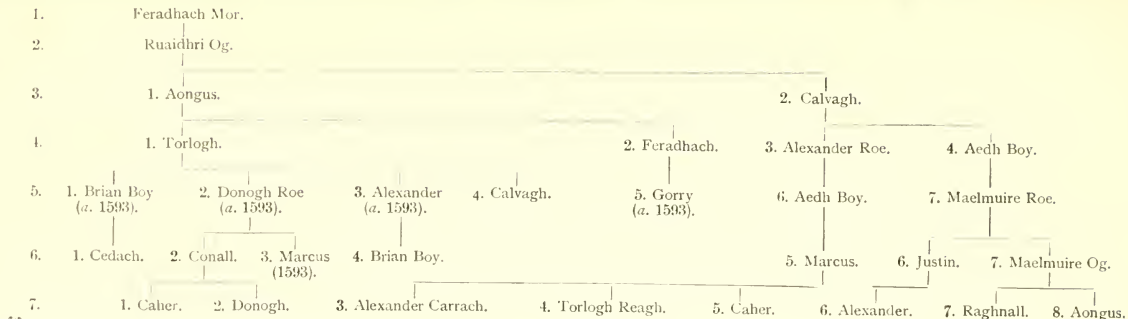 1. Feradhach Mor.
2. Ruaidhri Og.
3. 1. Aongus. 2. Calvagh.
4. 1. Torlogh. 2. Feradhach. 3. Alexander Roe. 4. Aedh Boy.
5. 1. Brian Boy 2. Donogh Roe 3. Alexander 4. Calvagh. 5. Gorry 6. Aedh Boy. 7. Maelmuire Roe.
(a. 1593). (a. 1593). (a. 1593). (a. 1593).
6. 1. Cedach. 2. Conall. 3. Marcus 4. Brian Boy. 5. Marcus. 6. Justin. 7. Maelmuire Og.
(1593).
7. 1. Caher. 2. Donogh. 3. Alexander Carrach. 4. Torlogh Reagh. 5. Caher. 6. Alexander. 7. Raghnall. 8. Aongus.